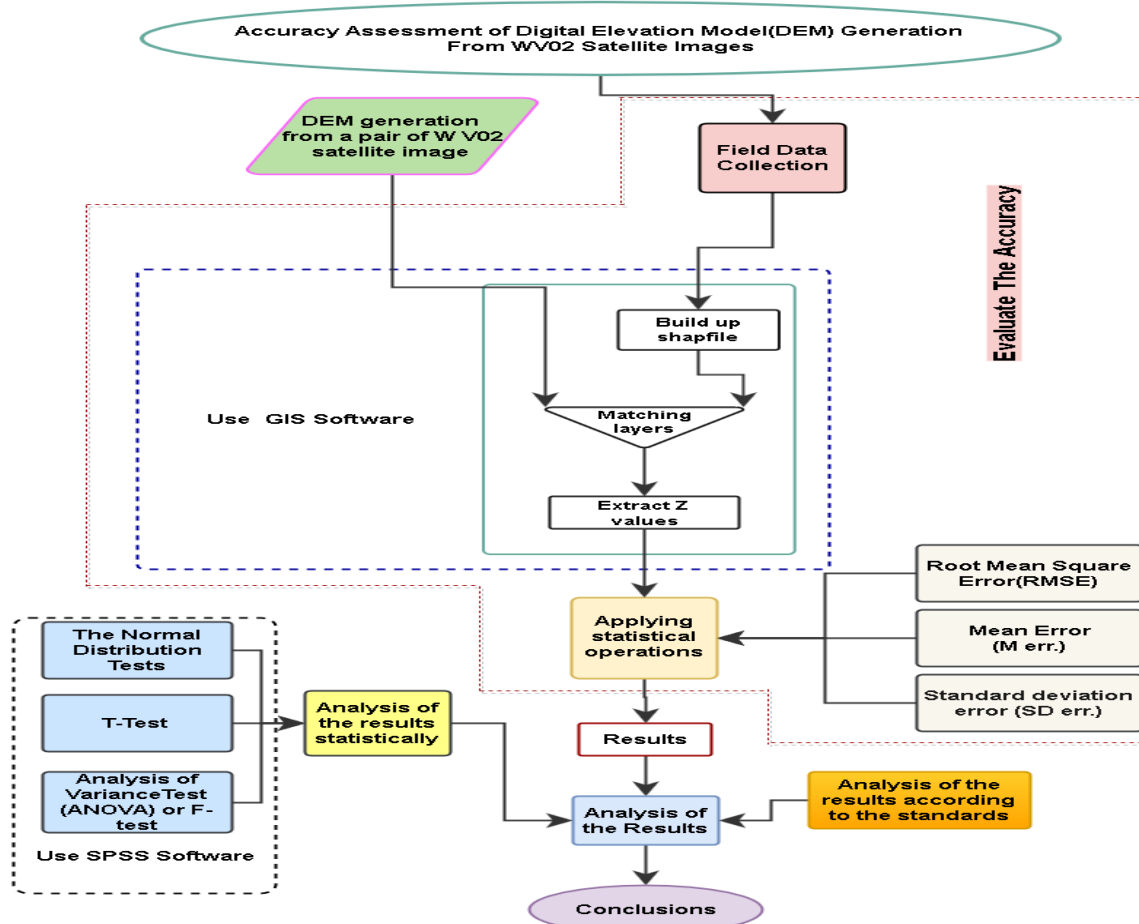 Accuracy Assessment of Digital Elevation Model(DEM) Generation
From WV02 Satellite Images
DEM generation
from a pair of W V02
satellite image
Field Data
Collection
Evaluate The Accuracy
Build up
shapfile
Use GIS Software
Matching
layers
Extract Z
values
Root Mean Square
Error(RMSE)
Applying
statistical
operations
Mean Error
(M err.)
Standard deviation
error (SD err.)
The Normal
Distribution
Tests
T-Test
Analysis of
VarianceTest
(ANOVA) or F-
test
Use SPSS Software
Analysis of
the results
statistically
Results
Analysis of
the Results
Analysis of the
results according
to the standards
Conclusions